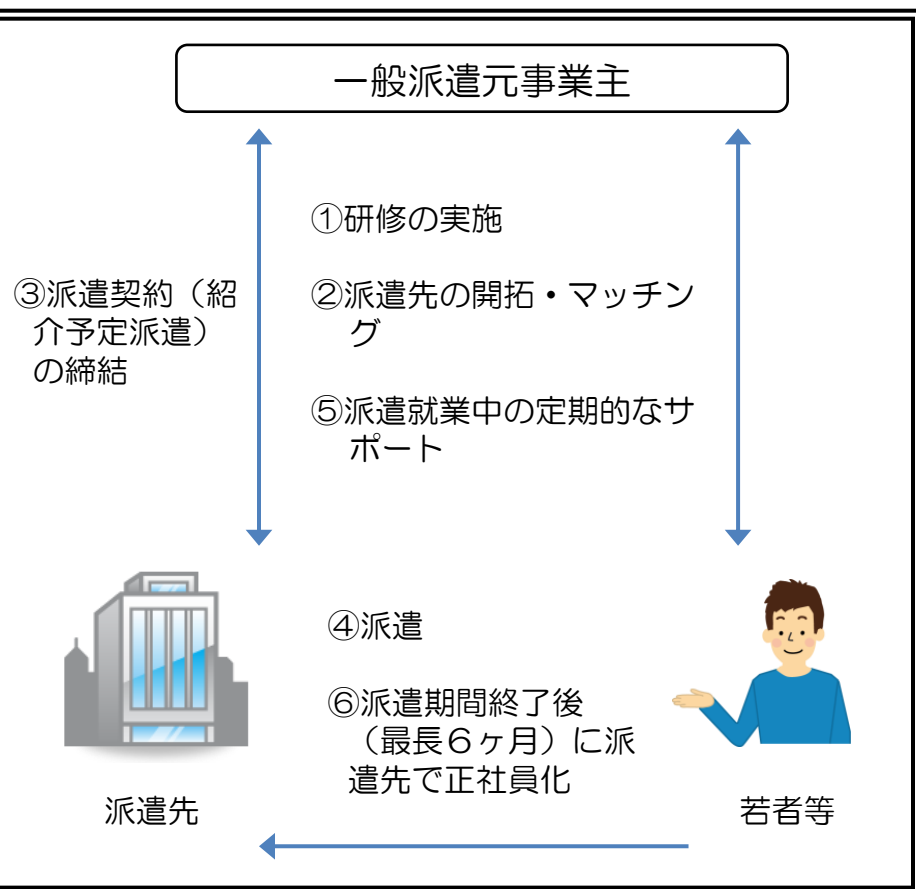 一般派遣元事業主
①研修の実施
③派遣契約（紹
介予定派遣）
の締結
②派遣先の開拓・マッチン
グ
⑤派遣就業中の定期的なサ
ポート
④派遣
⑥派遣期間終了後
（最長６ヶ月）に派
遣先で正社員化
派遣先
若者等